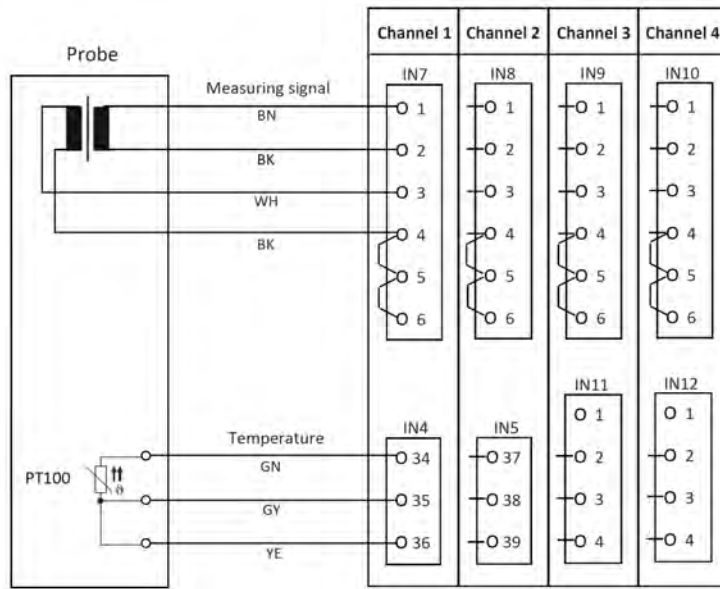 Channel 1 Channel 2 Channel 3 Channel 4
Probe
IN7 IN8 IN9 IN10
Measuring signal
1 1 1 1
BN
2 2 2 2
BK
3 3 3 3
WH
4 4 4 4
BK
5 5 5 5
6 6 6 6
IN11 IN12
1 1
IN4 IN5
Temperature
34 37 2 2
GN
PT100 ϑ
35 38 3 3
GY
36 39 4 4
YE